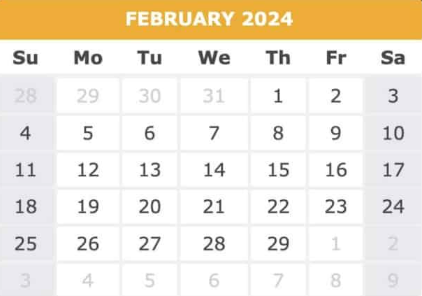 FEBRUARY 2024
Su Mo Tu We Th Fr Sa
28 29 30 31 1 2 3
4 5 6 7 8 9 10
11 12 13 14 15 16 17
18 19 20 21 22 23 24
25 26 27 28 29 1 2
3 4 5 6 7 8 9